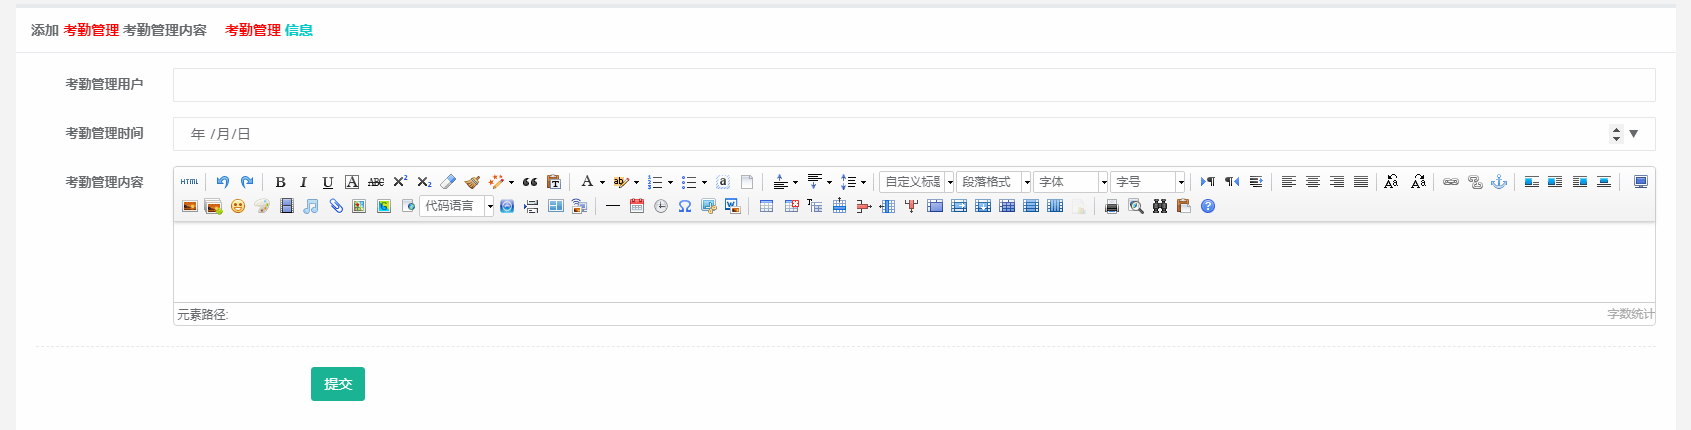 添加 考勤管理 考勤管理内容 考勤管理 信息
考勤管理用户
考勤管理时间 年 /月/日
考勤管理内容 HTML B I U A ABC X² X₂ A 自定义标题 段落格式 字体 字号
代码语言
元素路径: 字数统计
提交